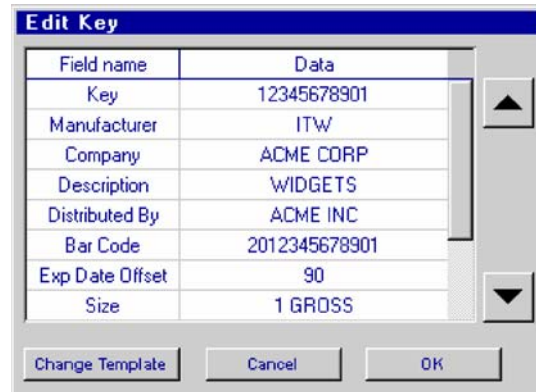 Edit Key
Field name Data
Key 12345678901
Manufacturer ITW
Company ACME CORP
Description WIDGETS
Distributed By ACME INC
Bar Code 2012345678901
Exp Date Offset 90
Size 1 GROSS
Change Template Cancel OK